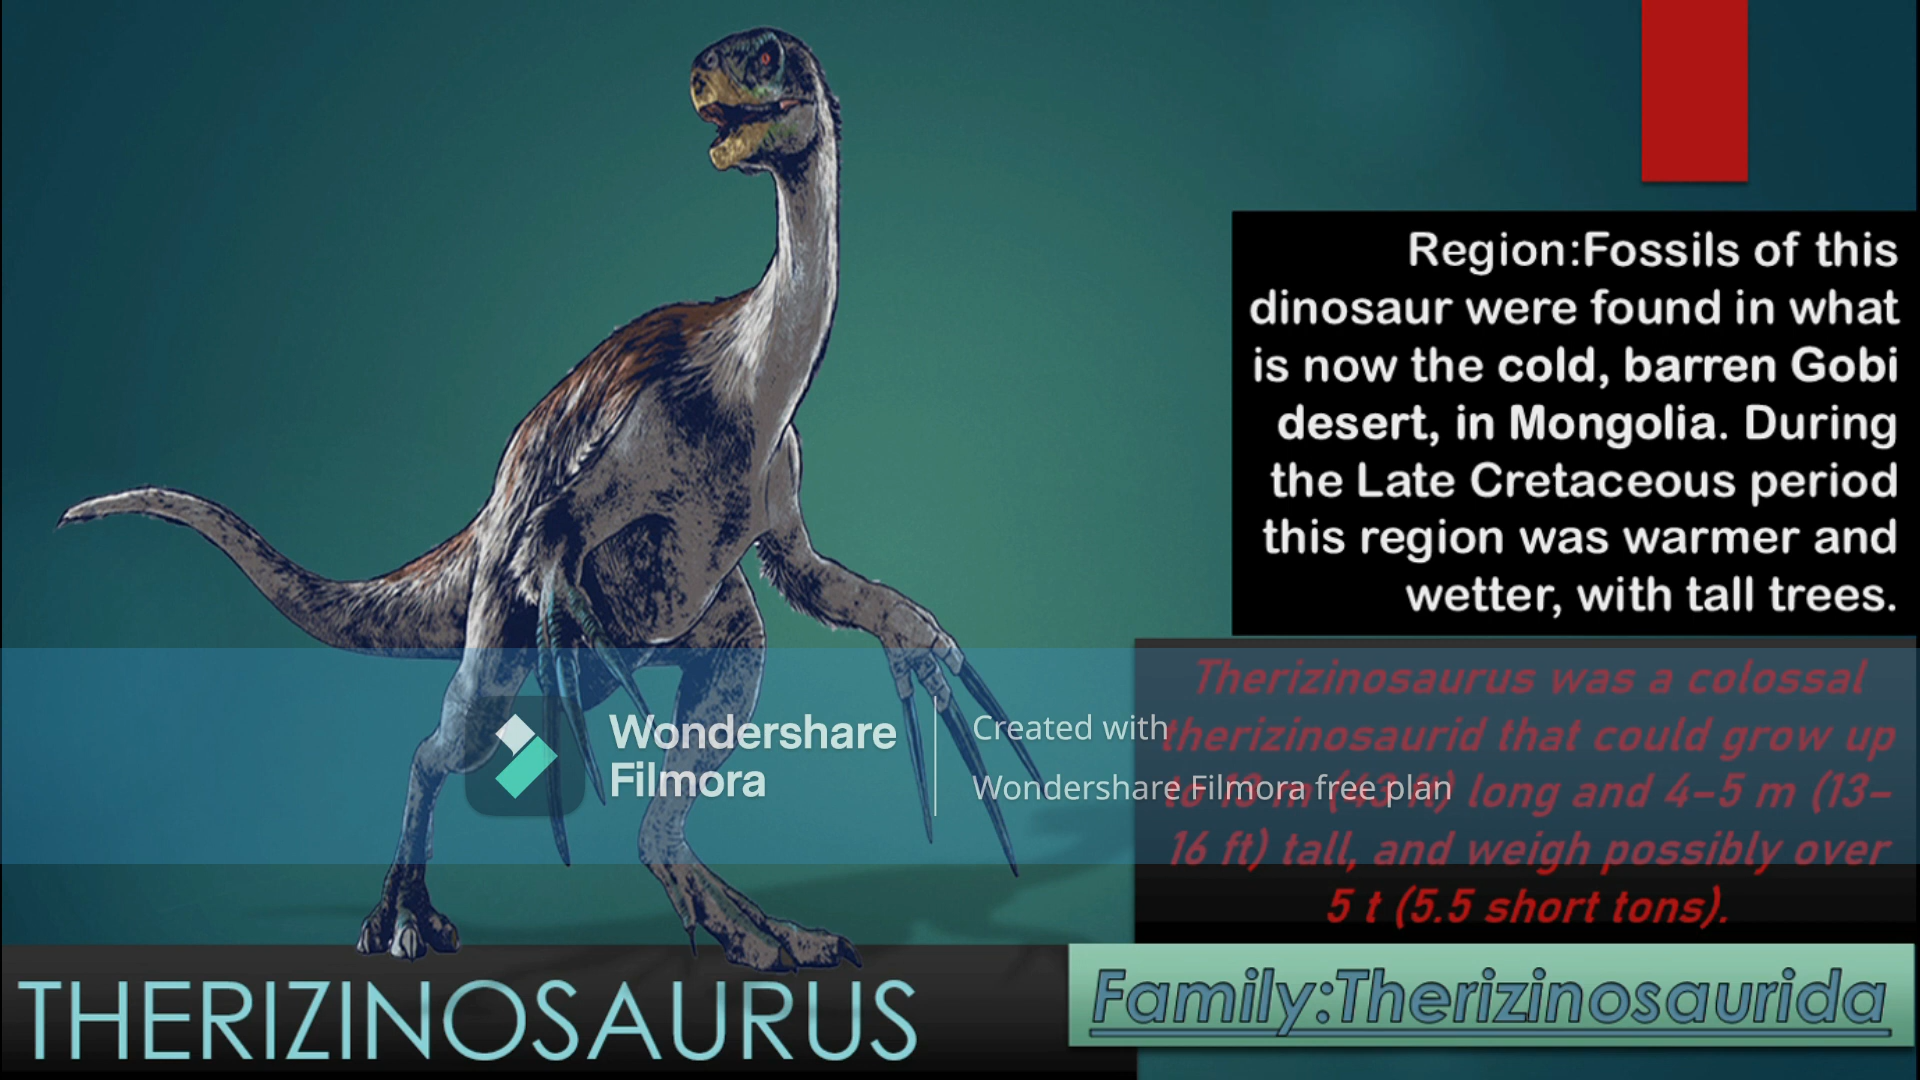 Region:Fossils of this
dinosaur were found in what
is now the cold, barren Gobi
desert, in Mongolia. During
the Late Cretaceous period
this region was warmer and
wetter, with tall trees.
Therizinosaurus was a colossal
therizinosaurid that could grow up
long and 4–5 m (13–
16 ft) tall, and weigh possibly over
5 t (5.5 short tons).
Wondershare
Filmora
Created with
Wondershare Filmora free plan
THERIZINOSAURUS
Family:Therizinosaurida